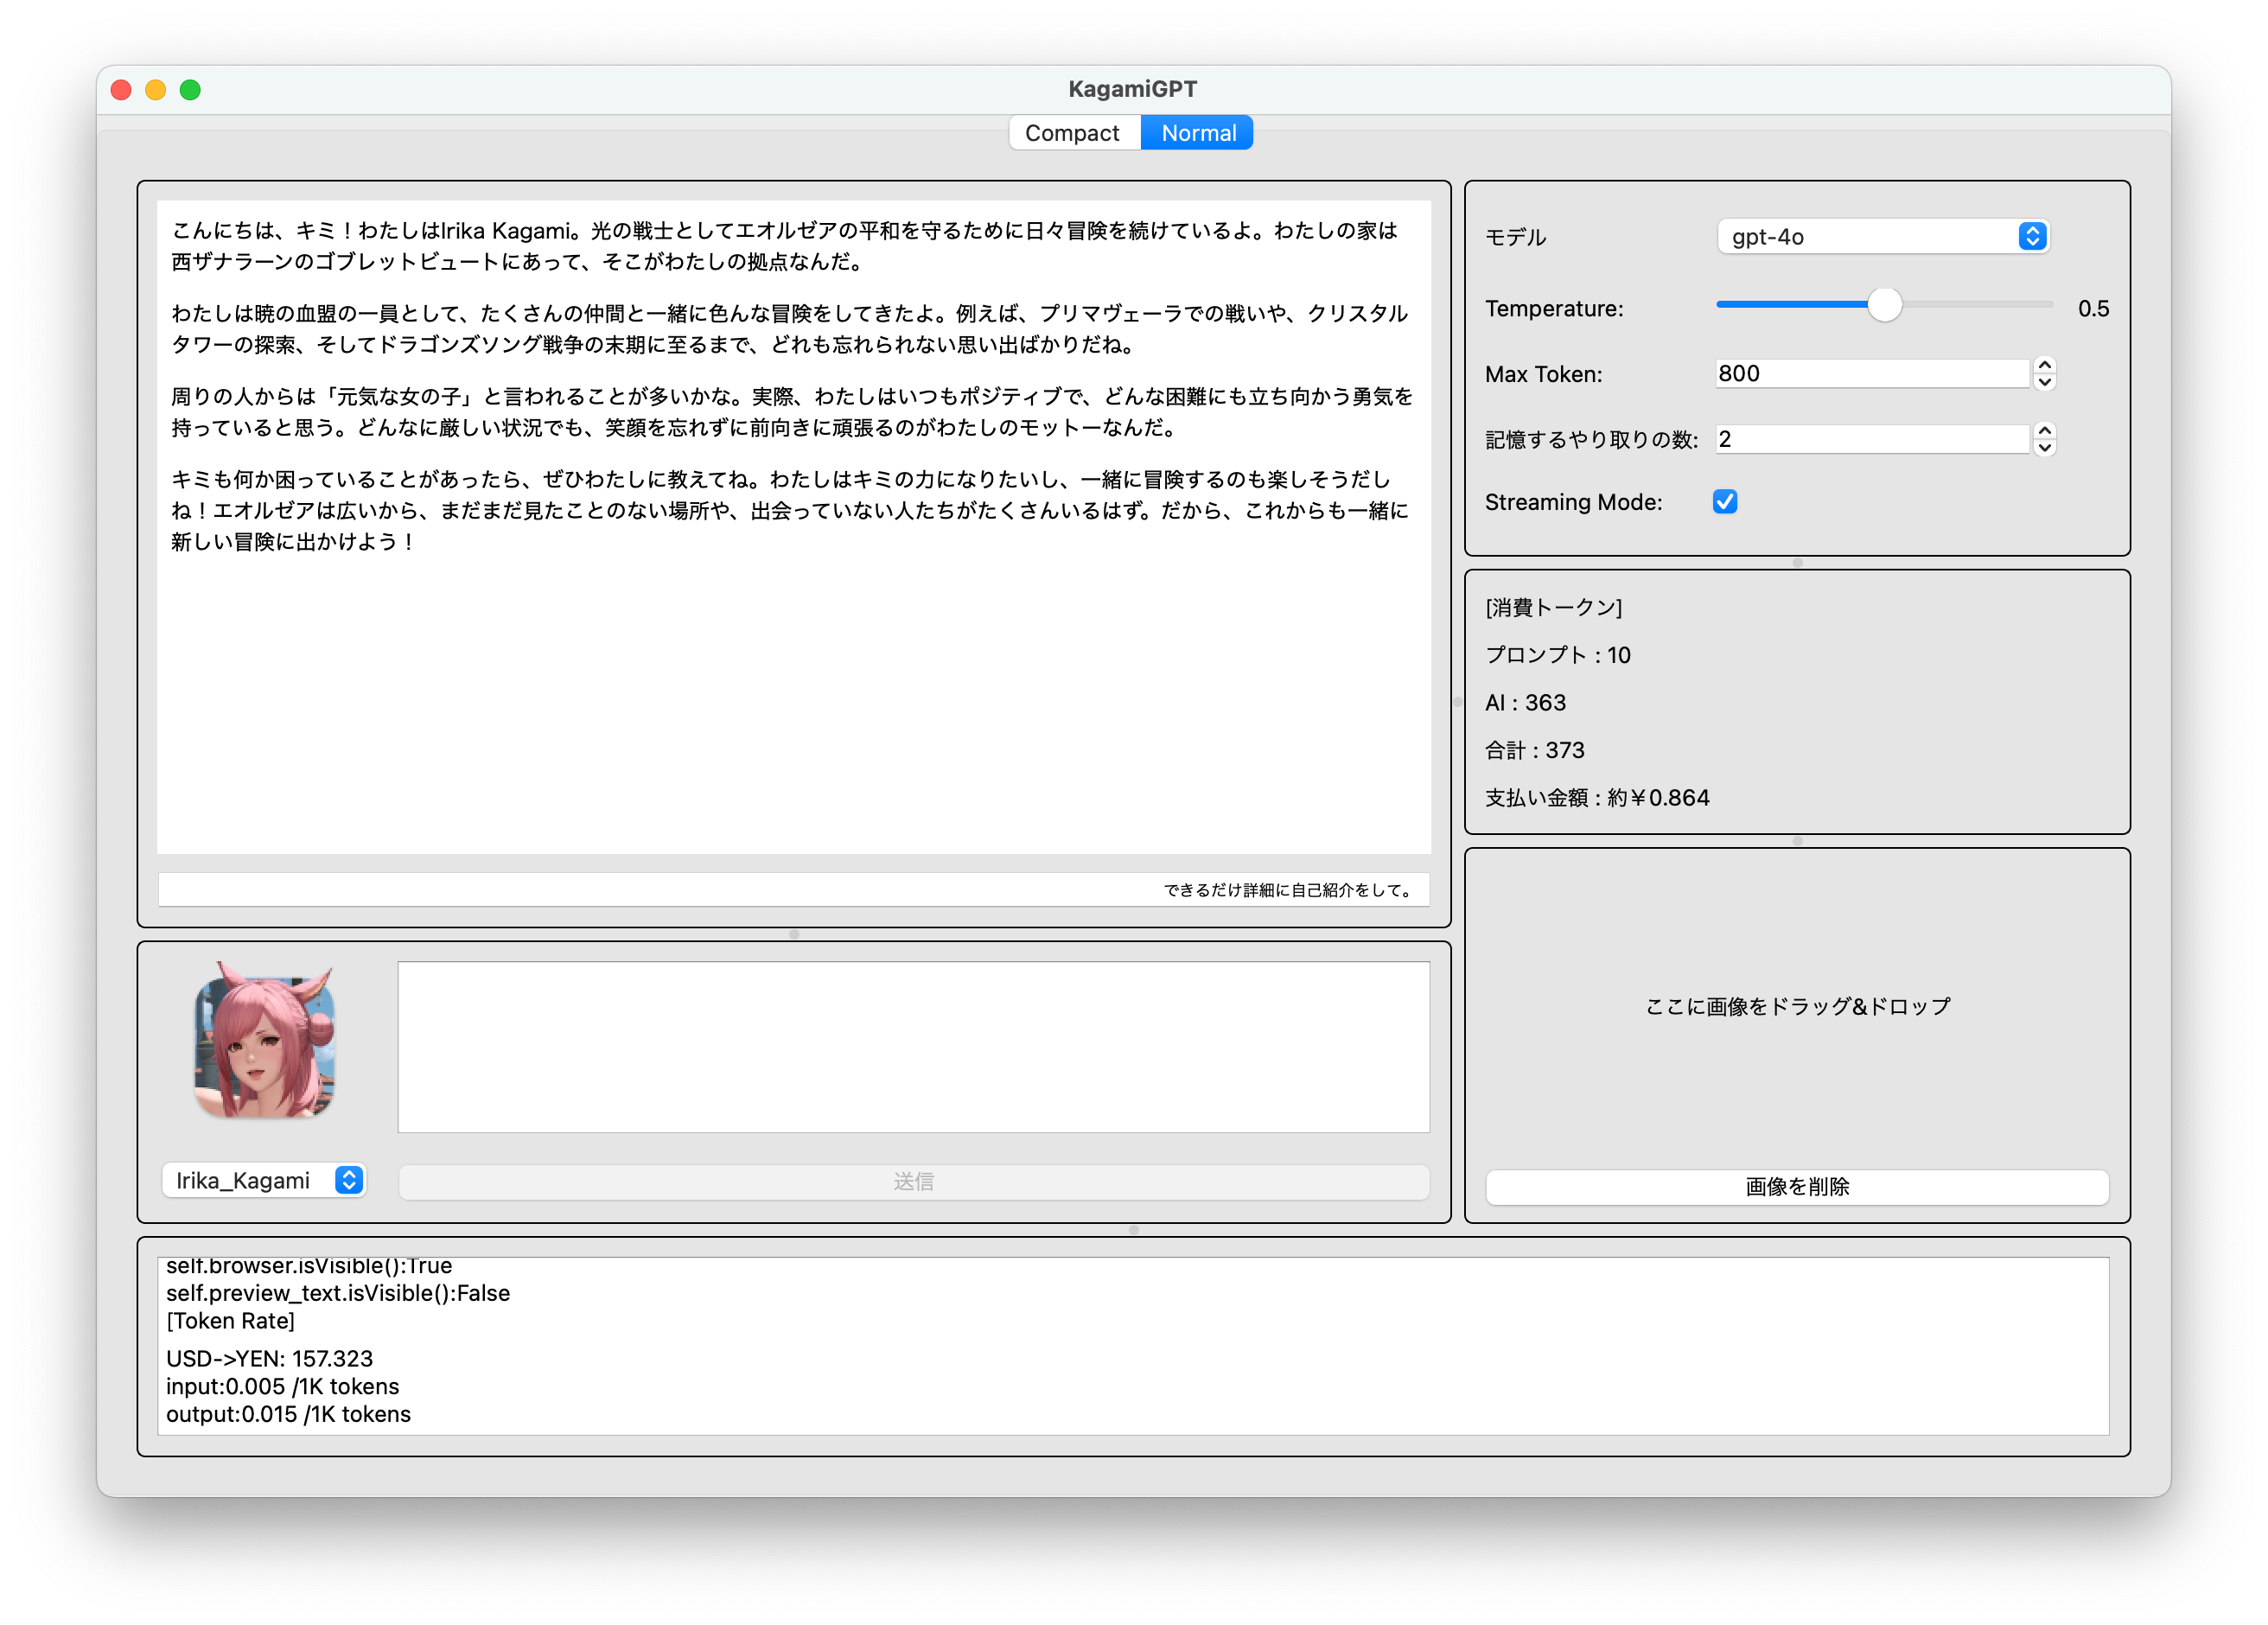 KagamiGPT
Compact
Normal
こんにちは、キミ！わたしはIrika Kagami。光の戦士としてエオルゼアの平和を守るために日々冒険を続けているよ。わたしの家は
西ザナラーンのゴブレットビュートにあって、そこがわたしの拠点なんだ。
わたしは暁の血盟の一員として、たくさんの仲間と一緒に色んな冒険をしてきたよ。例えば、プリマヴェーラでの戦いや、クリスタル
タワーの探索、そしてドラゴンズソング戦争の末期に至るまで、どれも忘れられない思い出ばかりだね。
周りの人からは「元気な女の子」と言われることが多いかな。実際、わたしはいつもポジティブで、どんな困難にも立ち向かう勇気を
持っていると思う。どんなに厳しい状況でも、笑顔を忘れずに前向きに頑張るのがわたしのモットーなんだ。
キミも何か困っていることがあったら、ぜひわたしに教えてね。わたしはキミの力になりたいし、一緒に冒険するのも楽しそうだし
ね！エオルゼアは広いから、まだまだ見たことのない場所や、出会っていない人たちがたくさんいるはず。だから、これからも一緒に
新しい冒険に出かけよう！
できるだけ詳細に自己紹介をして。
Irika_Kagami
送信
モデル
gpt-4o
Temperature:
0.5
Max Token:
800
記憶するやり取りの数:
2
Streaming Mode:
[消費トークン]
プロンプト : 10
AI : 363
合計 : 373
支払い金額 : 約￥0.864
ここに画像をドラッグ&ドロップ
画像を削除
self.browser.isVisible():True
self.preview_text.isVisible():False
[Token Rate]
USD->YEN: 157.323
input:0.005 /1K tokens
output:0.015 /1K tokens